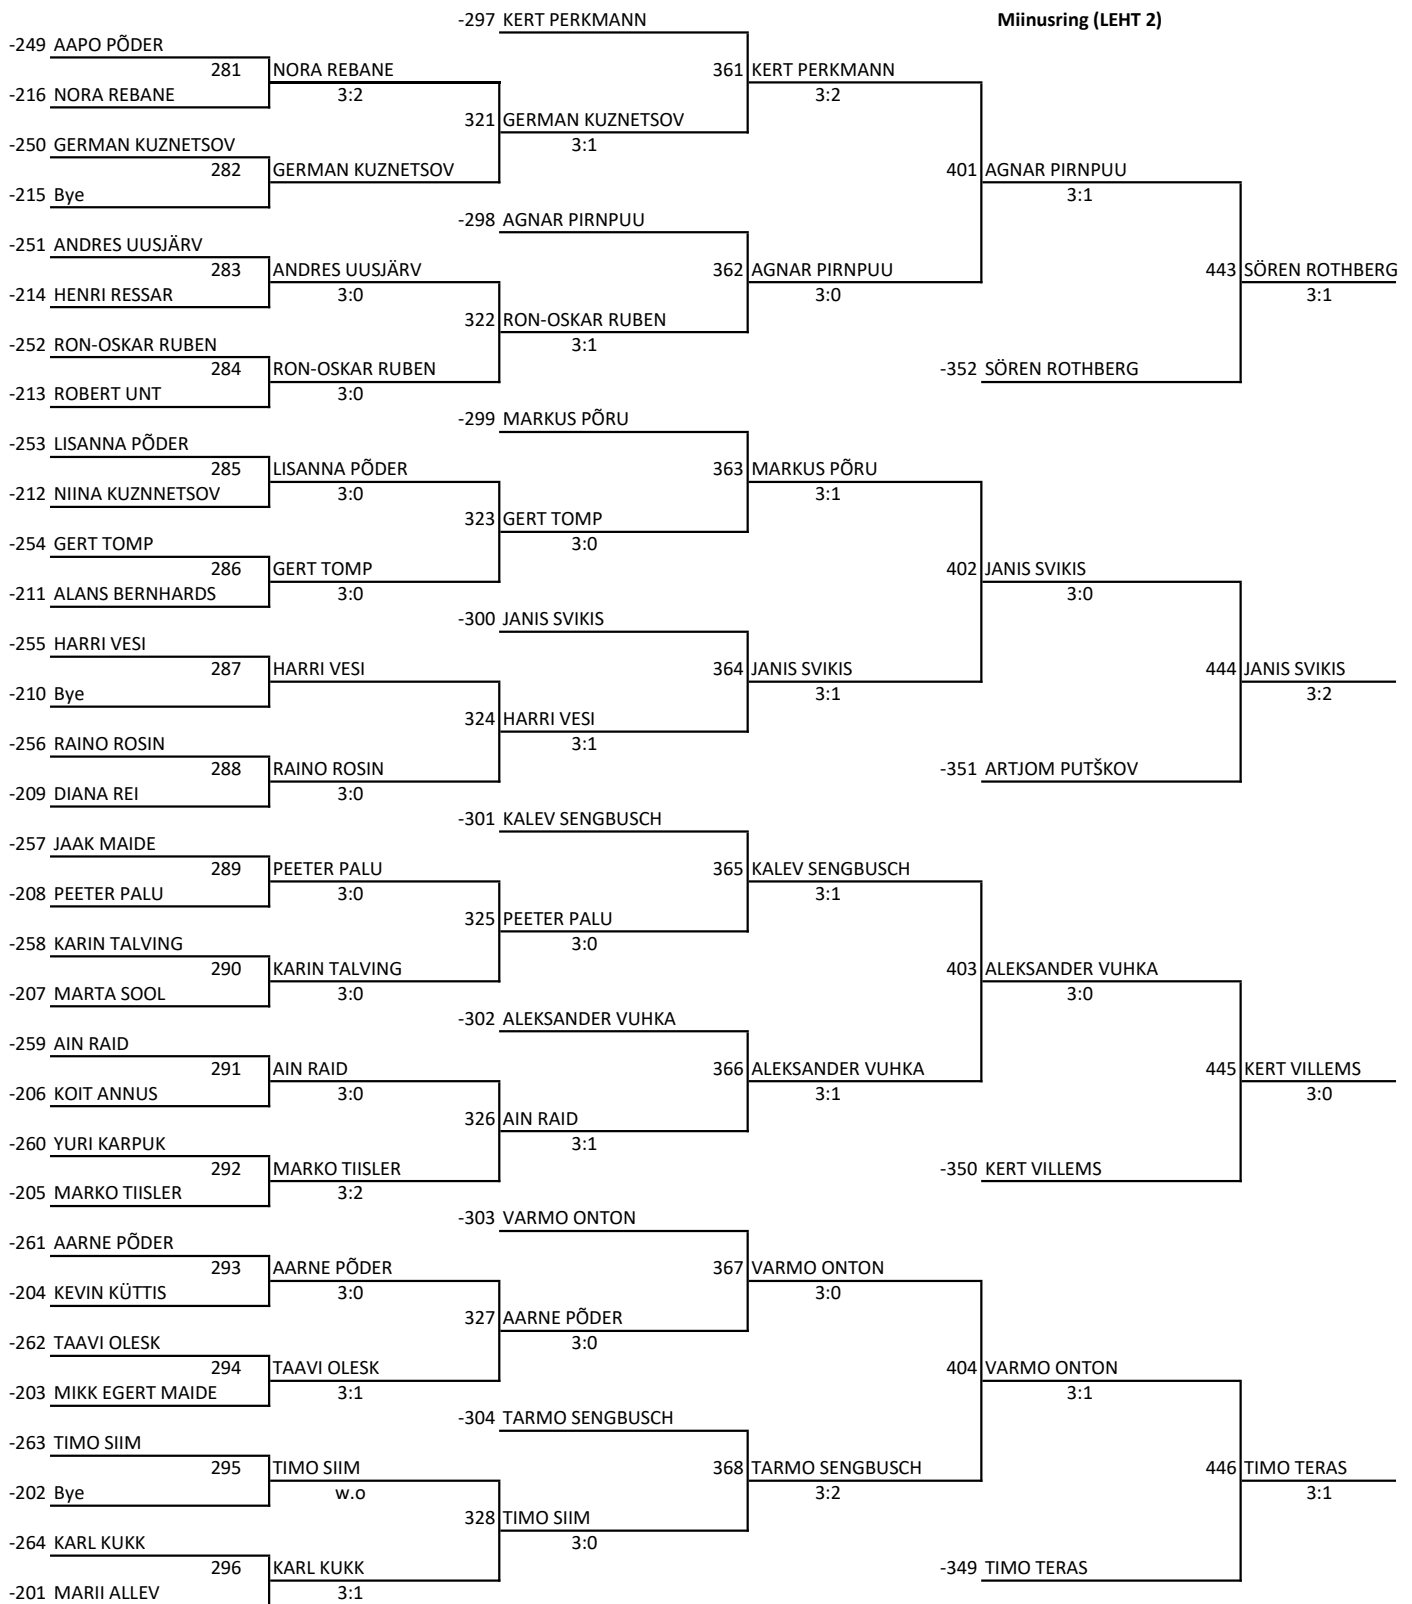 -297 KERT PERKMANN Miinusring (LEHT 2)
-249 AAPO PÕDER
281 NORA REBANE 361 KERT PERKMANN
-216 NORA REBANE 3:2 3:2
321 GERMAN KUZNETSOV
-250 GERMAN KUZNETSOV 3:1
282 GERMAN KUZNETSOV 401 AGNAR PIRNPUU
-215 Bye 3:1
-298 AGNAR PIRNPUU
-251 ANDRES UUSJÄRV
283 ANDRES UUSJÄRV 362 AGNAR PIRNPUU 443 SÖREN ROTHBERG
-214 HENRI RESSAR 3:0 3:0 3:1
322 RON-OSKAR RUBEN
-252 RON-OSKAR RUBEN 3:1
284 RON-OSKAR RUBEN -352 SÖREN ROTHBERG
-213 ROBERT UNT 3:0
-299 MARKUS PÕRU
-253 LISANNA PÕDER
285 LISANNA PÕDER 363 MARKUS PÕRU
-212 NIINA KUZNNETSOV 3:0 3:1
323 GERT TOMP
-254 GERT TOMP 3:0
286 GERT TOMP 402 JANIS SVIKIS
-211 ALANS BERNHARDS 3:0 3:0
-300 JANIS SVIKIS
-255 HARRI VESI
287 HARRI VESI 364 JANIS SVIKIS 444 JANIS SVIKIS
-210 Bye 3:1 3:2
324 HARRI VESI
-256 RAINO ROSIN 3:1
288 RAINO ROSIN -351 ARTJOM PUTŠKOV
-209 DIANA REI 3:0
-301 KALEV SENGBUSCH
-257 JAAK MAIDE
289 PEETER PALU 365 KALEV SENGBUSCH
-208 PEETER PALU 3:0 3:1
325 PEETER PALU
-258 KARIN TALVING 3:0
290 KARIN TALVING 403 ALEKSANDER VUHKA
-207 MARTA SOOL 3:0 3:0
-302 ALEKSANDER VUHKA
-259 AIN RAID
291 AIN RAID 366 ALEKSANDER VUHKA 445 KERT VILLEMS
-206 KOIT ANNUS 3:0 3:1 3:0
326 AIN RAID
-260 YURI KARPUK 3:1
292 MARKO TIISLER -350 KERT VILLEMS
-205 MARKO TIISLER 3:2
-303 VARMO ONTON
-261 AARNE PÕDER
293 AARNE PÕDER 367 VARMO ONTON
-204 KEVIN KÜTTIS 3:0 3:0
327 AARNE PÕDER
-262 TAAVI OLESK 3:0
294 TAAVI OLESK 404 VARMO ONTON
-203 MIKK EGERT MAIDE 3:1 3:1
-304 TARMO SENGBUSCH
-263 TIMO SIIM
295 TIMO SIIM 368 TARMO SENGBUSCH 446 TIMO TERAS
-202 Bye w.o 3:2 3:1
328 TIMO SIIM
-264 KARL KUKK 3:0
296 KARL KUKK -349 TIMO TERAS
-201 MARII ALLEV 3:1